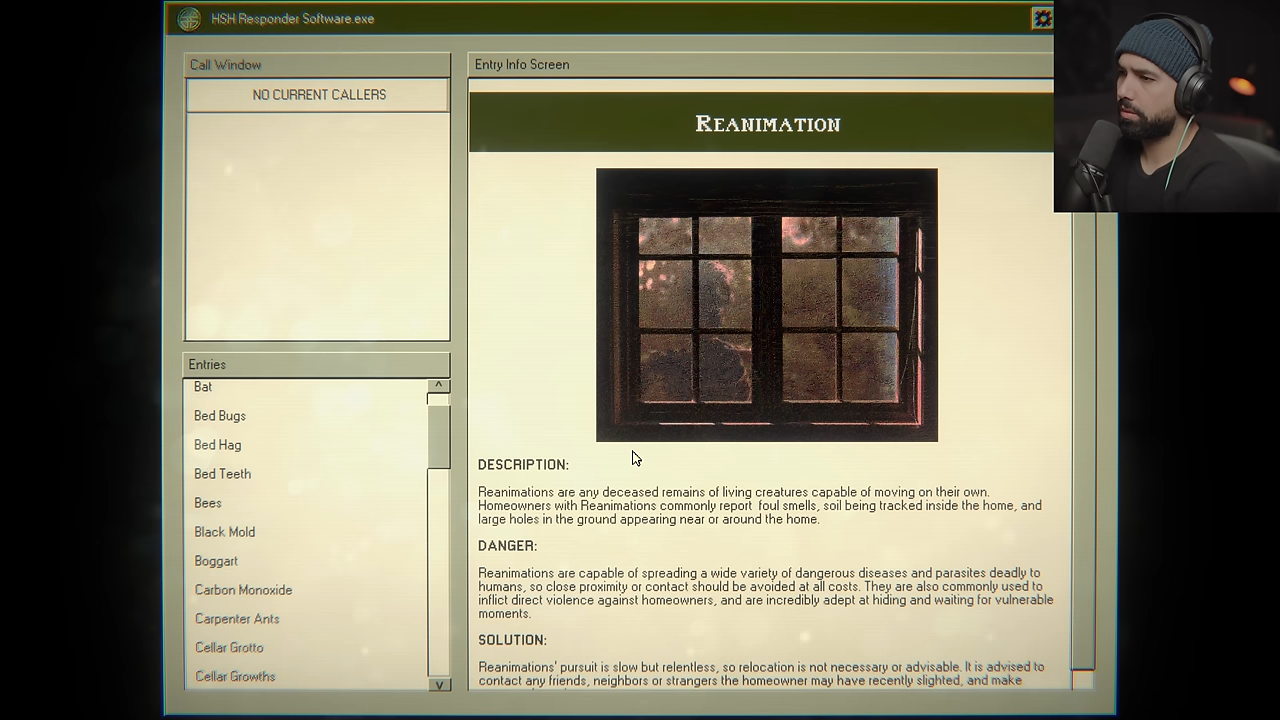 HSH Responder Software.exe
Call Window
NO CURRENT CALLERS
Entries
Bat
Bed Bugs
Bed Hag
Bed Teeth
Bees
Black Mold
Boggart
Carbon Monoxide
Carpenter Ants
Cellar Grotto
Cellar Growths
Entry Info Screen
REANIMATION
DESCRIPTION:
Reanimations are any deceased remains of living creatures capable of moving on their own.
Homeowners with Reanimations commonly report foul smells, soil being tracked inside the home, and
large holes in the ground appearing near or around the home.
DANGER:
Reanimations are capable of spreading a wide variety of dangerous diseases and parasites deadly to
humans, so close proximity or contact should be avoided at all costs. They are also commonly used to
inflict direct violence against homeowners, and are incredibly adept at hiding and waiting for vulnerable
moments.
SOLUTION:
Reanimations' pursuit is slow but relentless, so relocation is not necessary or advisable. It is advised to
contact any friends, neighbors or strangers the homeowner may have recently slighted, and make